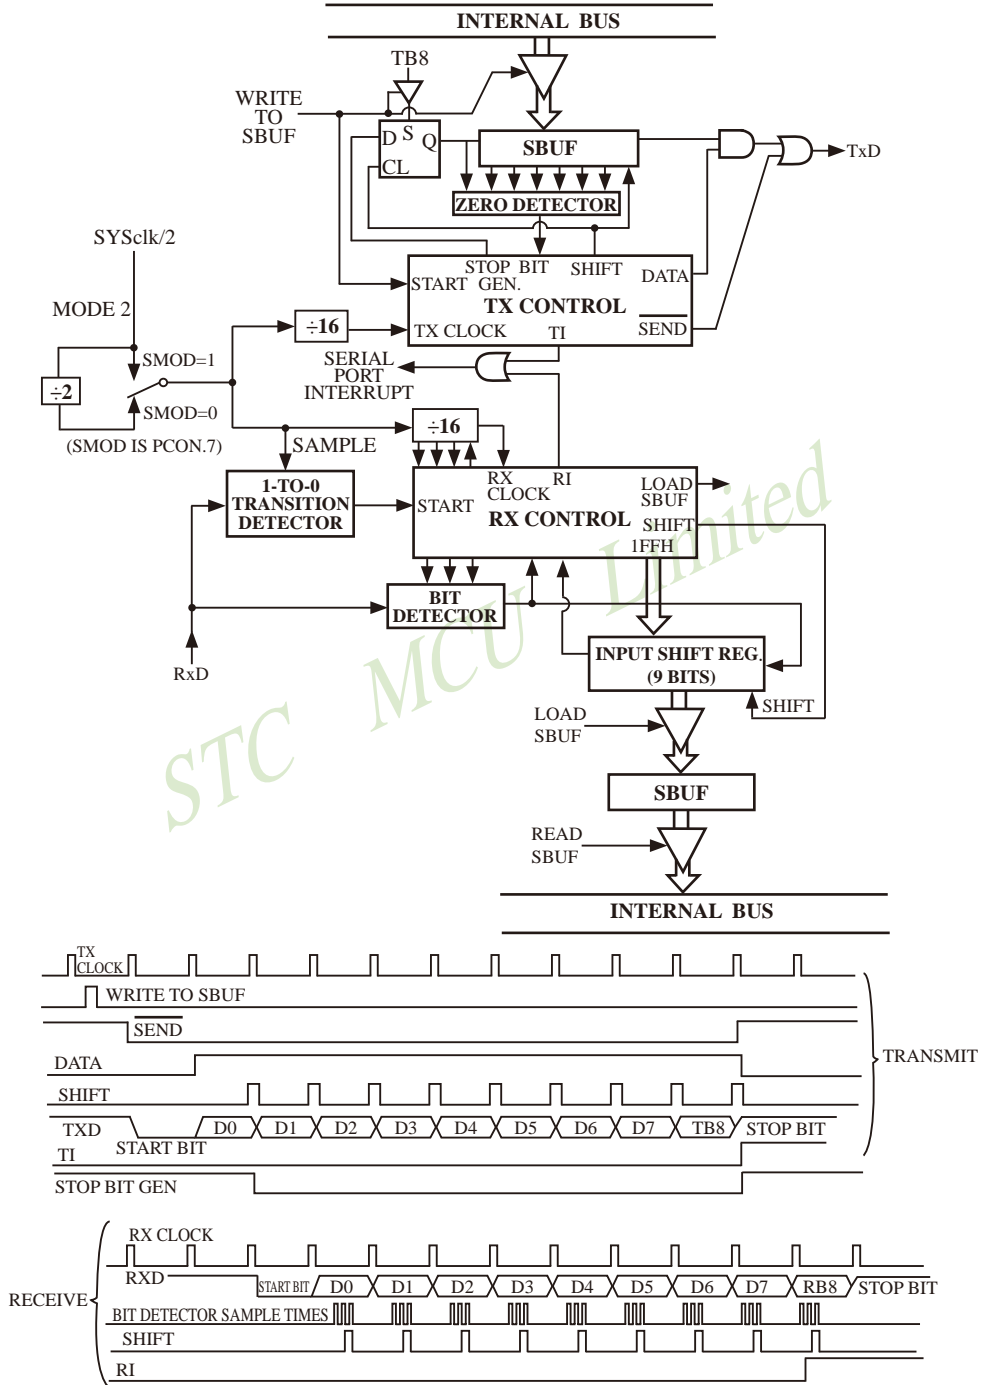 INTERNAL BUS
TB8
WRITE
TO
SBUF
D S Q
CL
SBUF
TxD
ZERO DETECTOR
SYSclk/2
STOP BIT SHIFT DATA
START GEN.
TX CONTROL
MODE 2
÷16
TX CLOCK TI SEND
SERIAL
PORT
INTERRUPT
SMOD=1
÷2
SMOD=0
(SMOD IS PCON.7)
SAMPLE
÷16
1-TO-0
TRANSITION
DETECTOR
RX
CLOCK
RI
LOAD
SBUF
START
RX CONTROL
SHIFT
1FFH
BIT
DETECTOR
RxD
INPUT SHIFT REG.
(9 BITS)
SHIFT
LOAD
SBUF
SBUF
READ
SBUF
INTERNAL BUS
STC MCU Limited
TX
CLOCK
WRITE TO SBUF
SEND
DATA
TRANSMIT
SHIFT
TXD D0 D1 D2 D3 D4 D5 D6 D7 TB8 STOP BIT
START BIT
TI
STOP BIT GEN
RX CLOCK
RXD START BIT D0 D1 D2 D3 D4 D5 D6 D7 RB8 STOP BIT
RECEIVE
BIT DETECTOR SAMPLE TIMES
SHIFT
RI